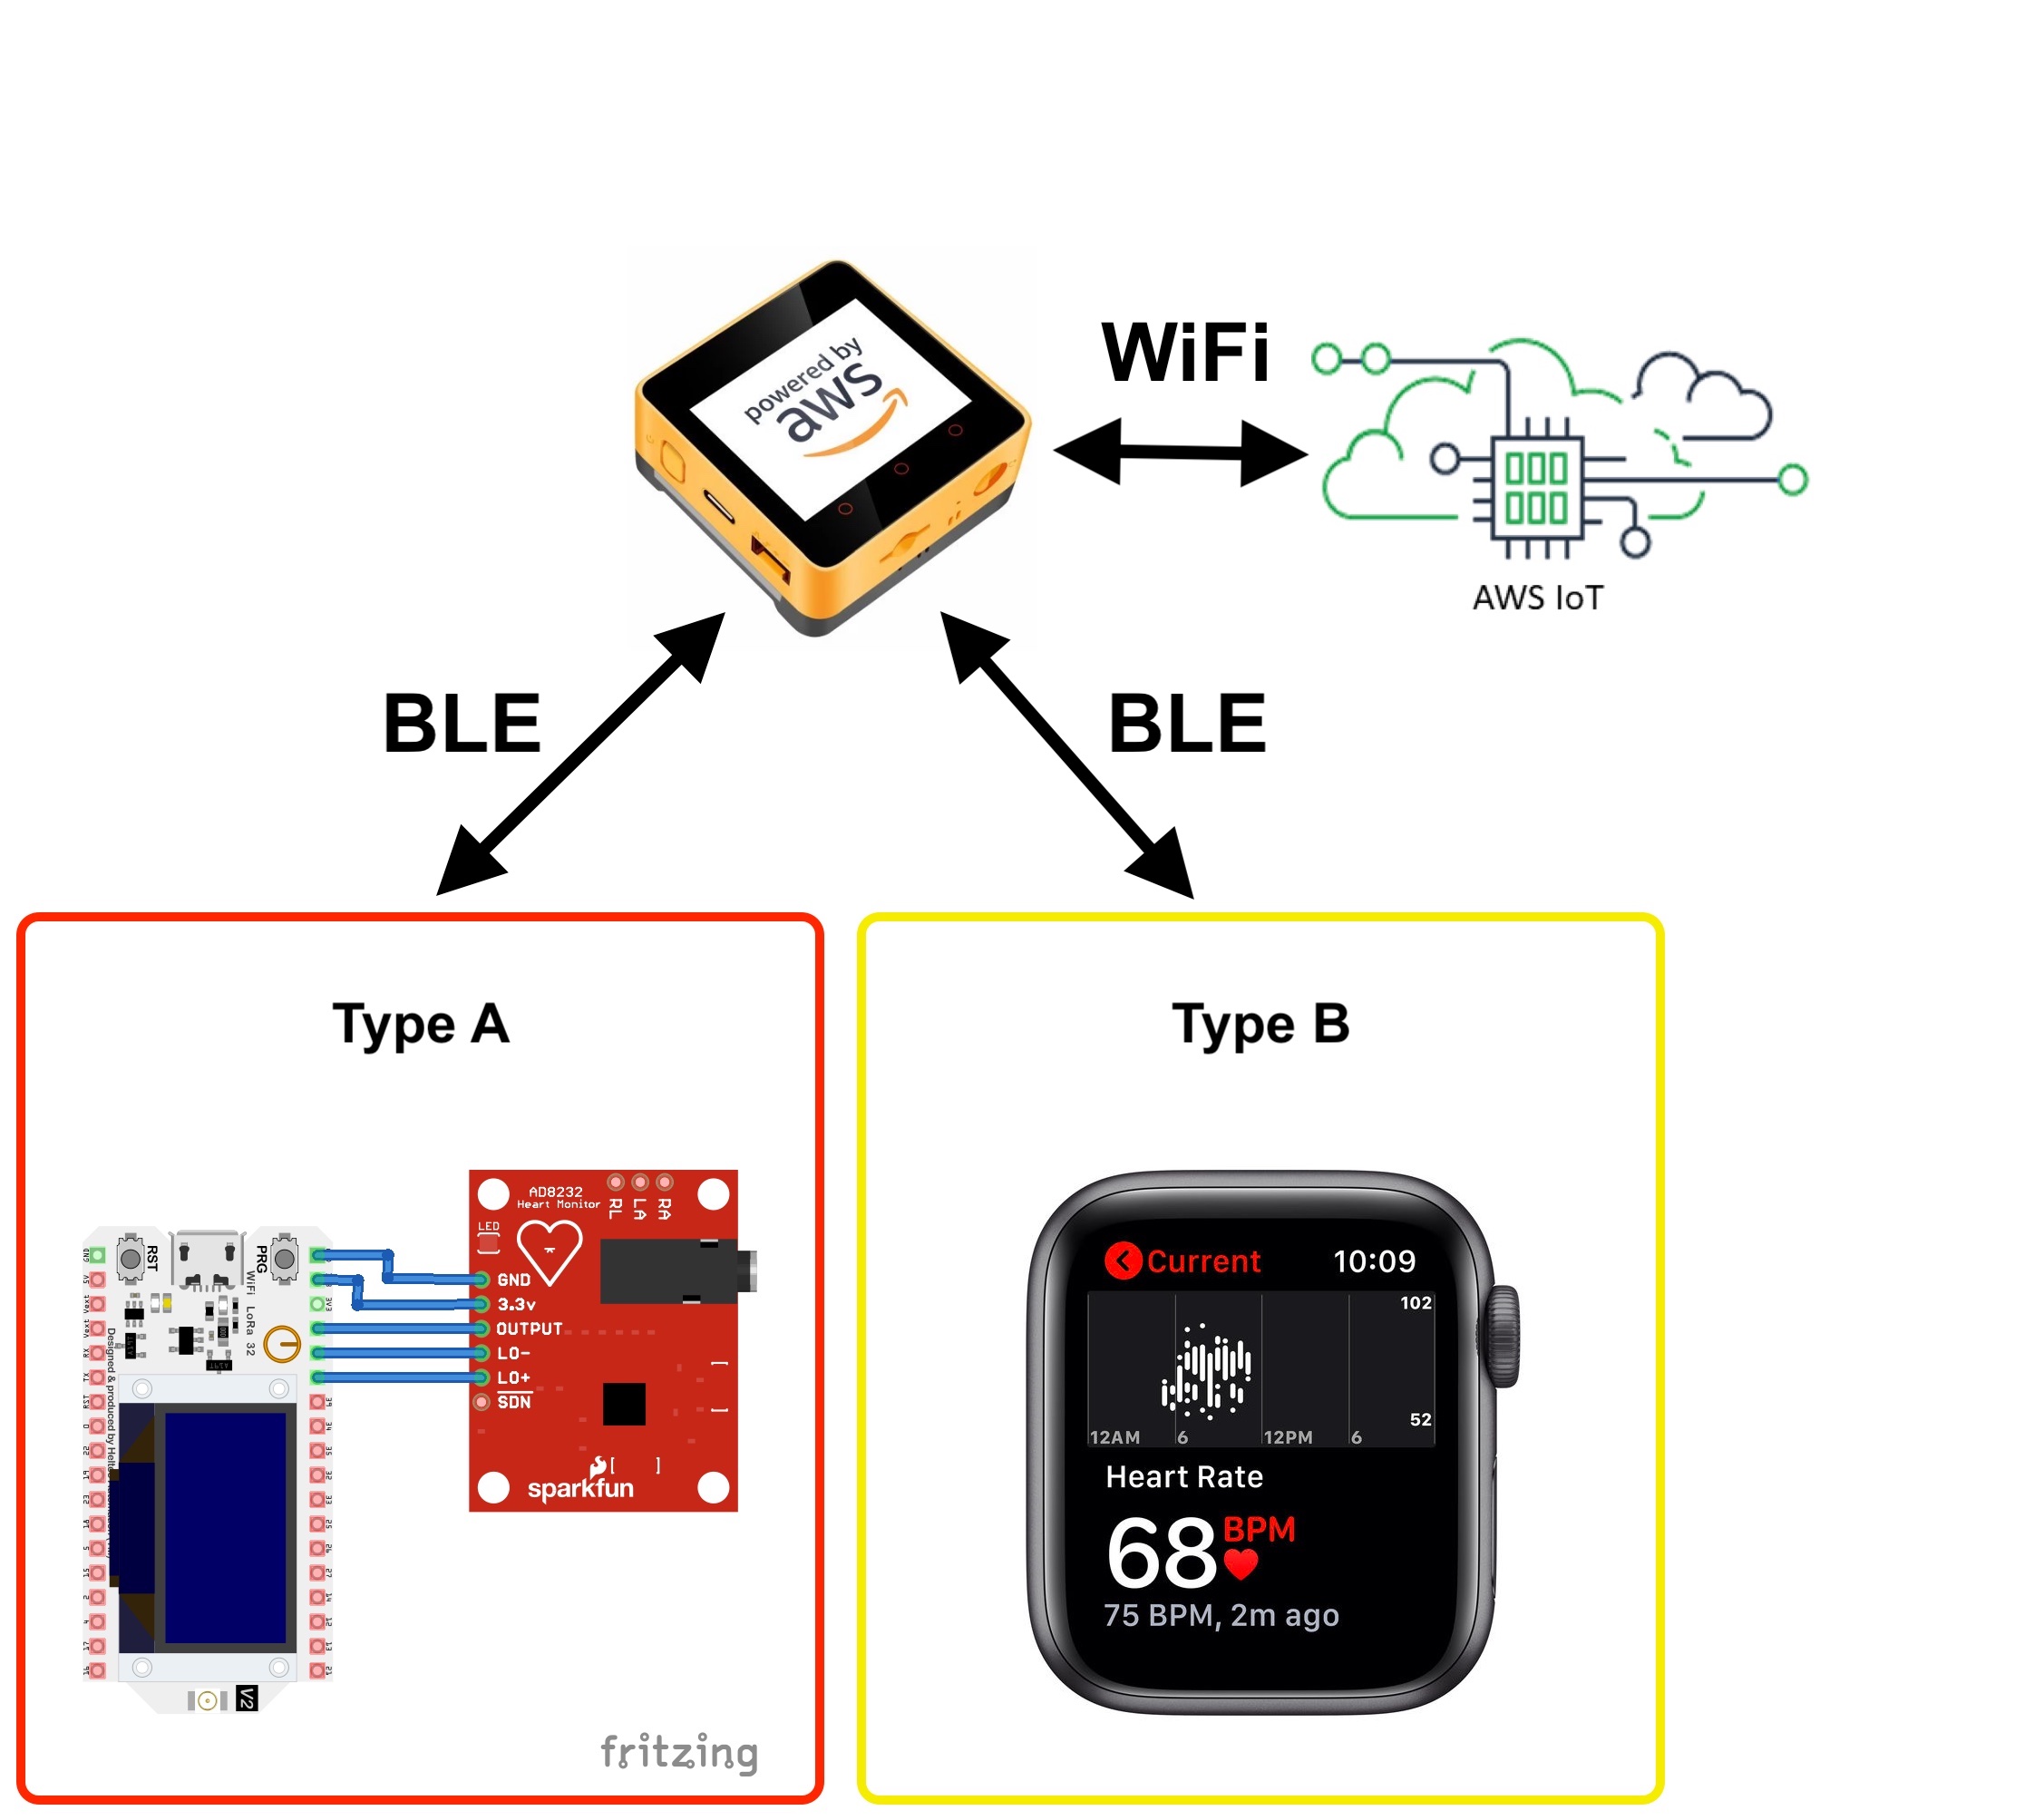 powered by
aws
WiFi
AWS IoT
BLE
BLE
Type A
Type B
AD8232
Heart Monitor
RL
LA
RA
LED
GND
3.3v
OUTPUT
LO-
LO+
SDN
sparkfun
RST
PRG
WiFi LoRa 32
Designed & produced by
V2
fritzing
Current
10:09
102
52
12AM
6
12PM
6
Heart Rate
68 BPM
75 BPM, 2m ago